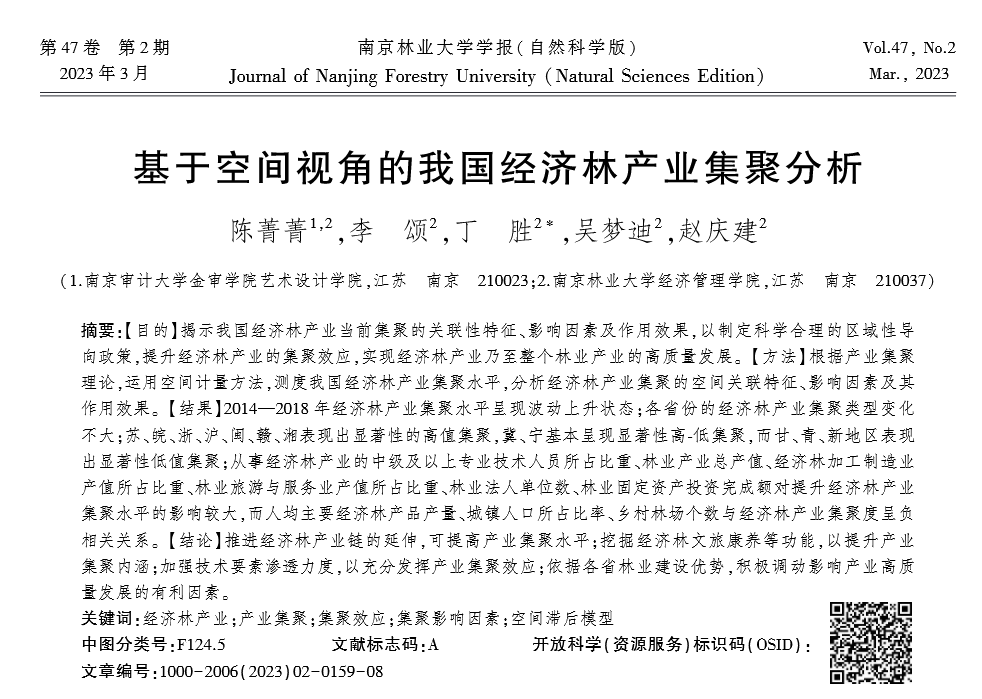 第 47 卷　第 2 期
南京林业大学学报(自然科学版)
Vol.47, No.2
2023 年 3 月
Journal of Nanjing Forestry University (Natural Sciences Edition)
Mar., 2023
基于空间视角的我国经济林产业集聚分析
陈菁菁1,2,李　颂2,丁　胜2*,吴梦迪2,赵庆建2
(1.南京审计大学金审学院艺术设计学院,江苏　南京　210023;2.南京林业大学经济管理学院,江苏　南京　210037)
摘要:【目的】揭示我国经济林产业当前集聚的关联性特征、影响因素及作用效果,以制定科学合理的区域性导
向政策,提升经济林产业的集聚效应,实现经济林产业乃至整个林业产业的高质量发展。【方法】根据产业集聚
理论,运用空间计量方法,测度我国经济林产业集聚水平,分析经济林产业集聚的空间关联特征、影响因素及其
作用效果。【结果】2014—2018 年经济林产业集聚水平呈现波动上升状态;各省份的经济林产业集聚类型变化
不大;苏、皖、浙、沪、闽、赣、湘表现出显著性的高值集聚,冀、宁基本呈现显著性高-低集聚,而甘、青、新地区表现
出显著性低值集聚;从事经济林产业的中级及以上专业技术人员所占比重、林业产业总产值、经济林加工制造业
产值所占比重、林业旅游与服务业产值所占比重、林业法人单位数、林业固定资产投资完成额对提升经济林产业
集聚水平的影响较大,而人均主要经济林产品产量、城镇人口所占比率、乡村林场个数与经济林产业集聚度呈负
相关关系。【结论】推进经济林产业链的延伸,可提高产业集聚水平;挖掘经济林文旅康养等功能,以提升产业
集聚内涵;加强技术要素渗透力度,以充分发挥产业集聚效应;依据各省林业建设优势,积极调动影响产业高质
量发展的有利因素。
关键词:经济林产业;产业集聚;集聚效应;集聚影响因素;空间滞后模型
中图分类号:F124.5　　文献标志码:A　　开放科学(资源服务)标识码(OSID):
文章编号:1000-2006(2023)02-0159-08